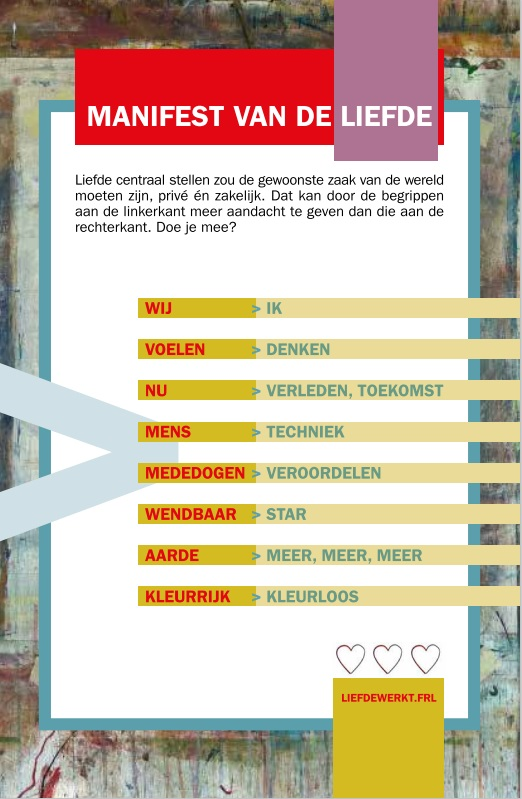 MANIFEST VAN DE LIEFDE
Liefde centraal stellen zou de gewoonste zaak van de wereld
moeten zijn, privé én zakelijk. Dat kan door de begrippen
aan de linkerkant meer aandacht te geven dan die aan de
rechterkant. Doe je mee?
WIJ > IK
VOELEN > DENKEN
NU > VERLEDEN, TOEKOMST
MENS > TECHNIEK
MEDEDOGEN > VEROORDELEN
WENDBAAR > STAR
AARDE > MEER, MEER, MEER
KLEURRIJK > KLEURLOOS
LIEFDEWERKT.FRL